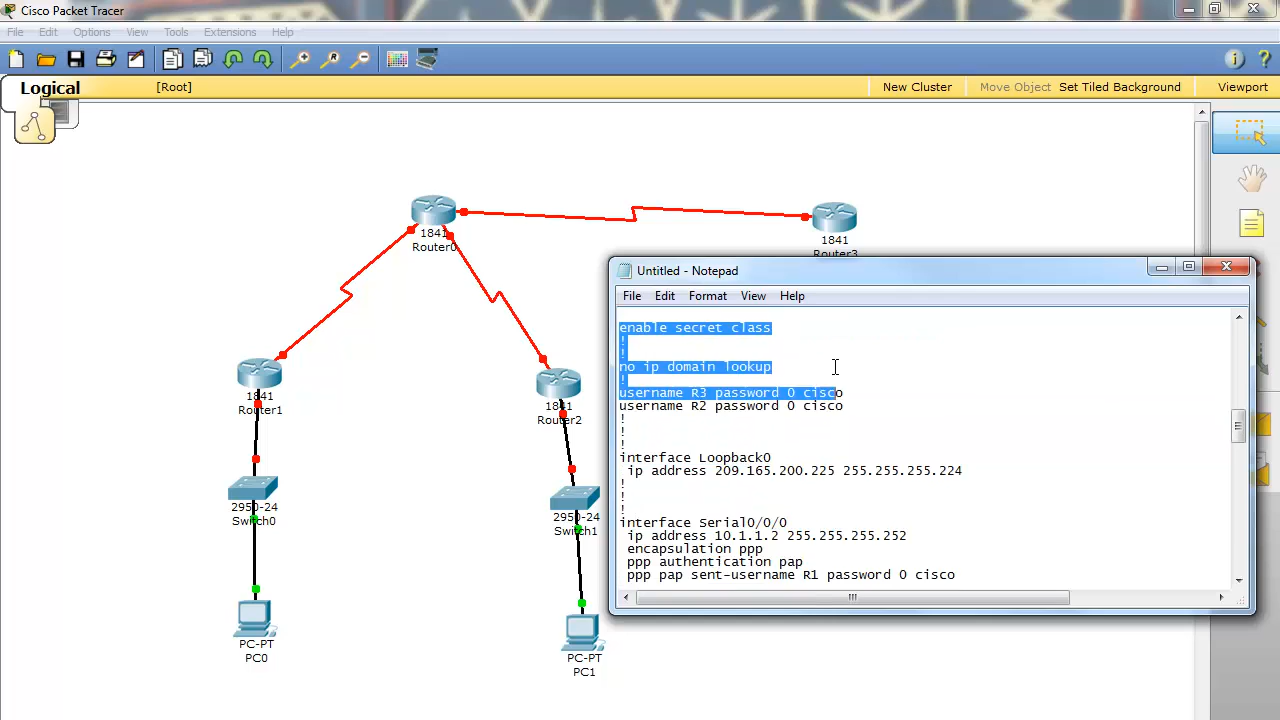 Cisco Packet Tracer
File Edit Options View Tools Extensions Help
Logical [Root] New Cluster Move Object Set Tiled Background Viewport
1841
Router0
1841
Router3
Untitled - Notepad
File Edit Format View Help
enable secret class
!
!
no ip domain lookup
!
username R3 password 0 cisco
username R2 password 0 cisco
!
!
!
interface Loopback0
ip address 209.165.200.225 255.255.255.224
!
!
!
interface Serial0/0/0
ip address 10.1.1.2 255.255.255.252
encapsulation ppp
ppp authentication pap
ppp pap sent-username R1 password 0 cisco
1841
Router1
1841
Router2
2950-24
Switch0
2950-24
Switch1
PC-PT
PC0
PC-PT
PC1